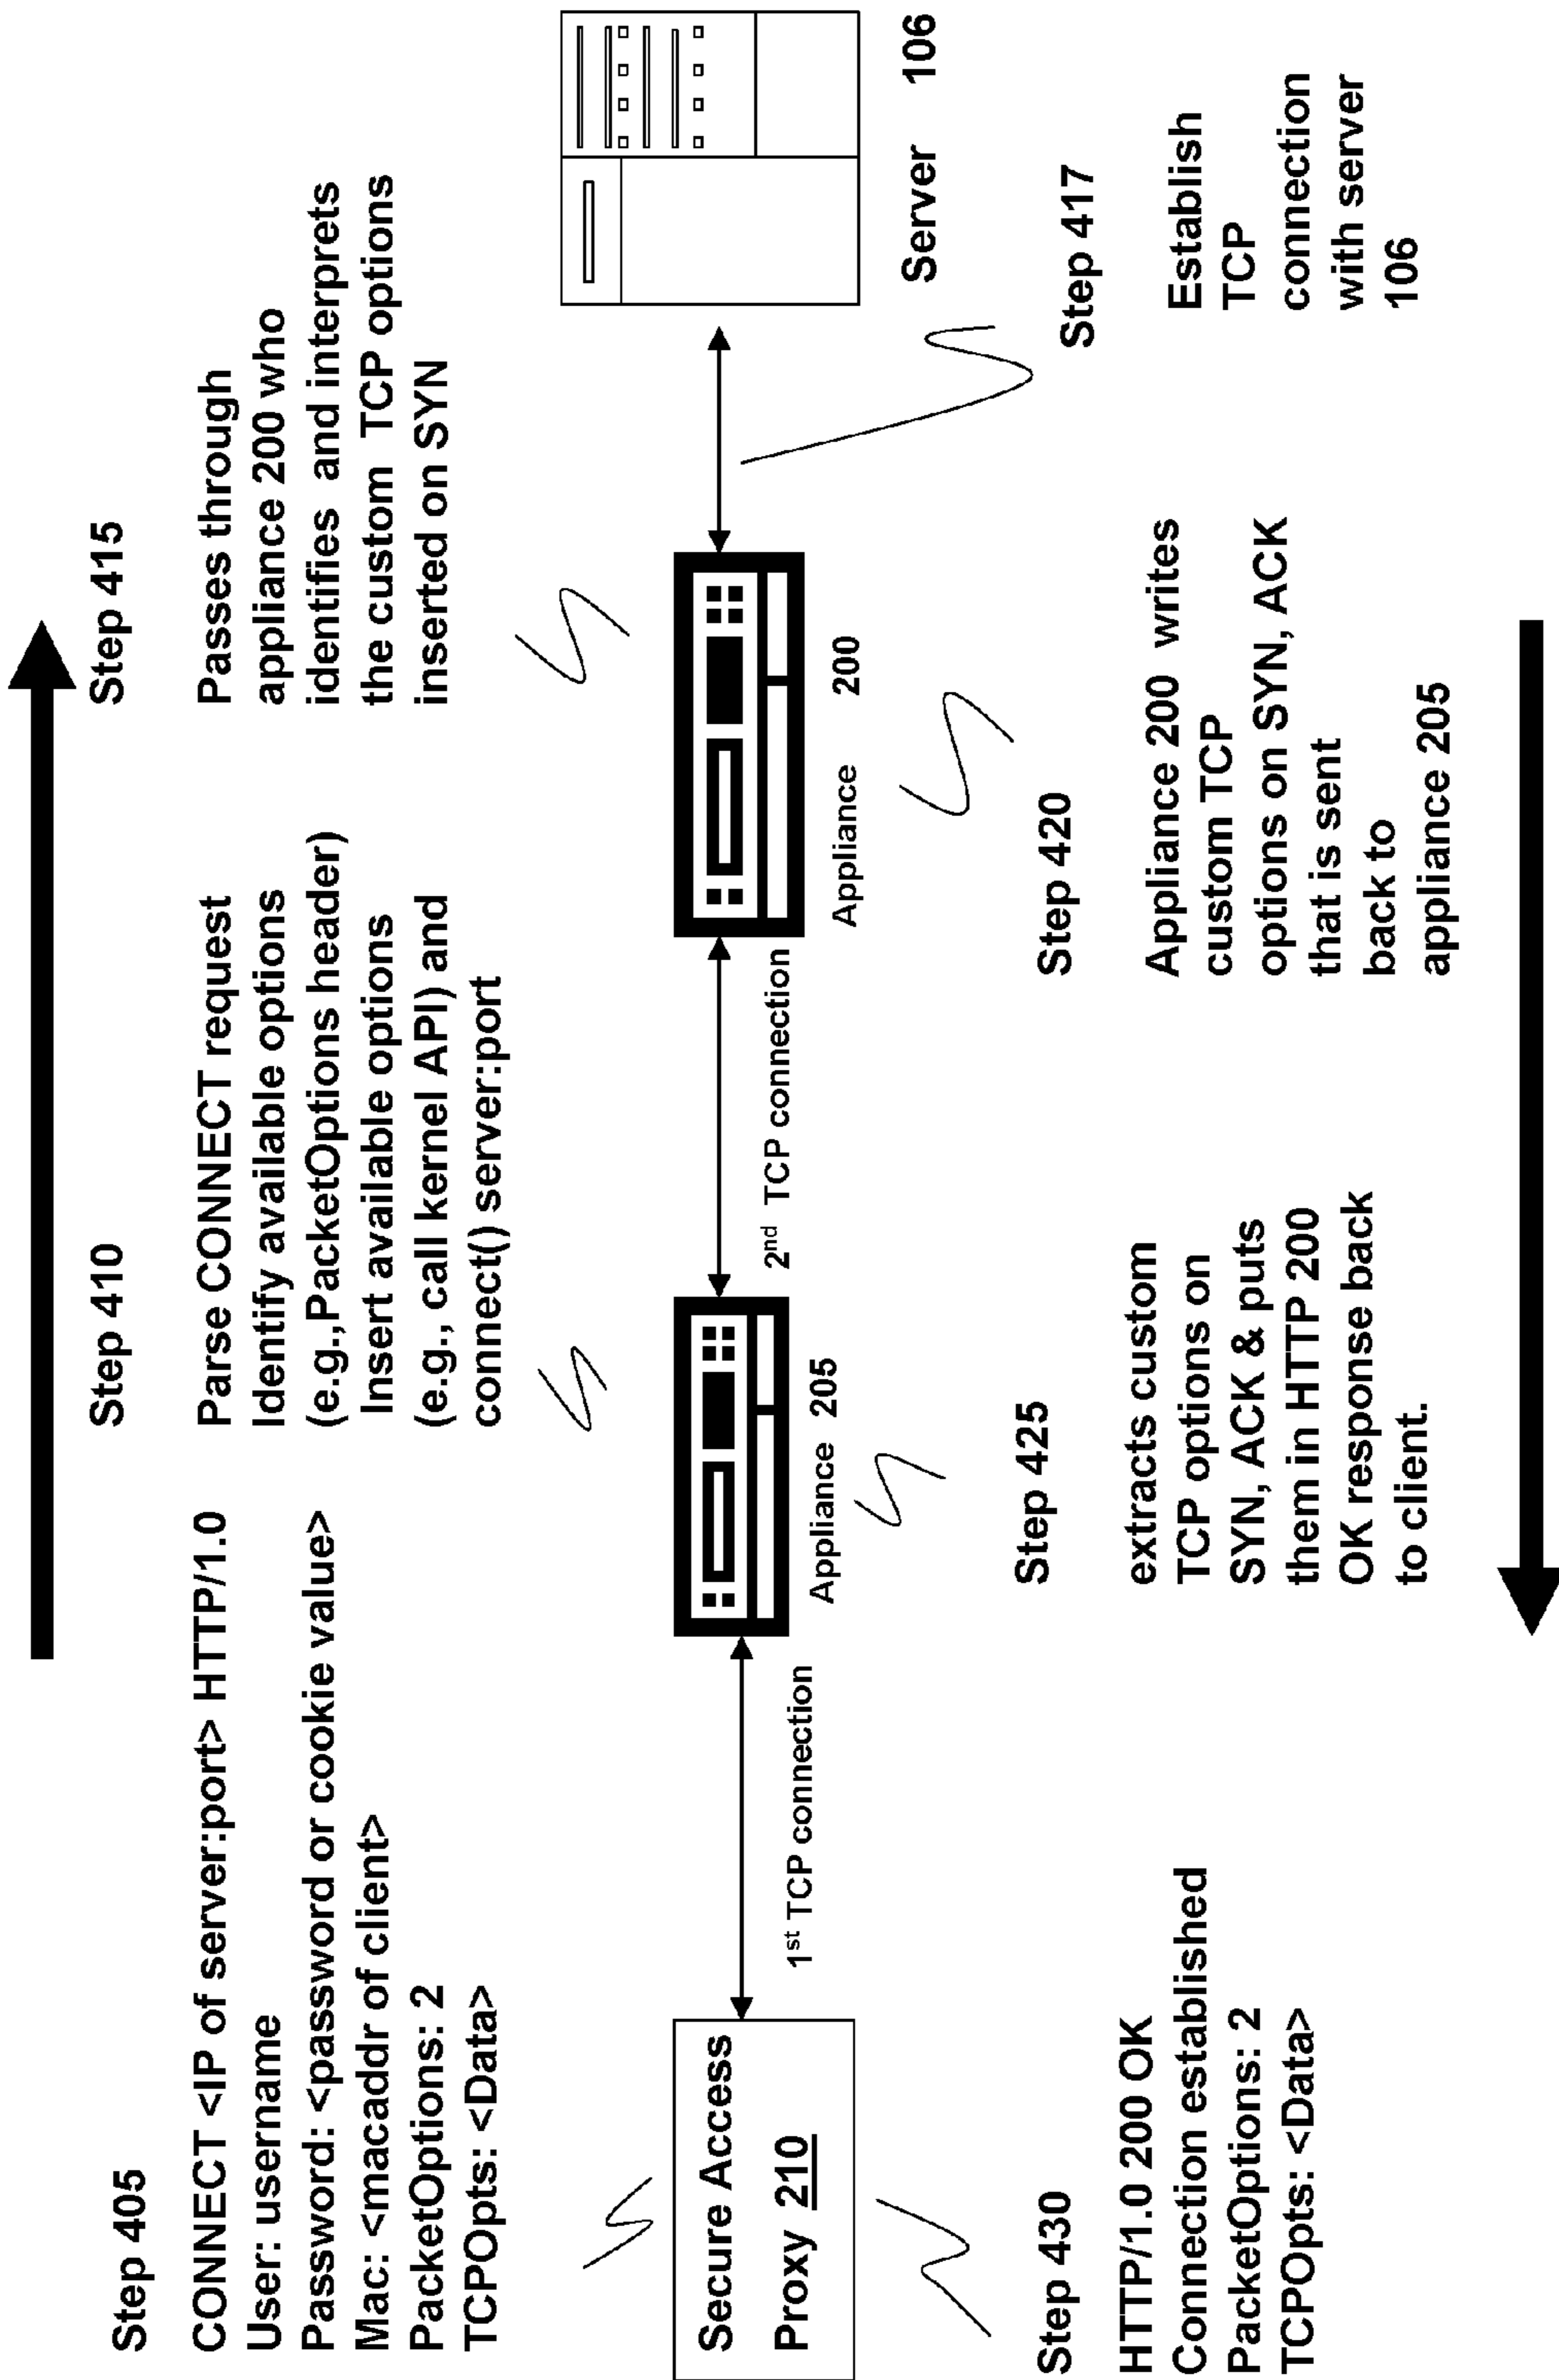 Step 405
CONNECT <IP of server:port> HTTP/1.0
User: username
Password: <password or cookie value>
Mac: <macaddr of client>
PacketOptions: 2
TCPOpts: <Data>
Step 410
Parse CONNECT request
Identify available options
(e.g.,PacketOptions header)
Insert available options
(e.g., call kernel API) and
connect() server:port
Step 415
Passes through
appliance 200 who
identifies and interprets
the custom TCP options
inserted on SYN
Secure Access
Proxy 210
1st TCP connection
Appliance 205
2nd TCP connection
Appliance 200
Server 106
Step 417
Establish
TCP
connection
with server
106
Step 420
Appliance 200 writes
custom TCP
options on SYN, ACK
that is sent
back to
appliance 205
Step 425
extracts custom
TCP options on
SYN, ACK & puts
them in HTTP 200
OK response back
to client.
Step 430
HTTP/1.0 200 OK
Connection established
PacketOptions: 2
TCPOpts: <Data>